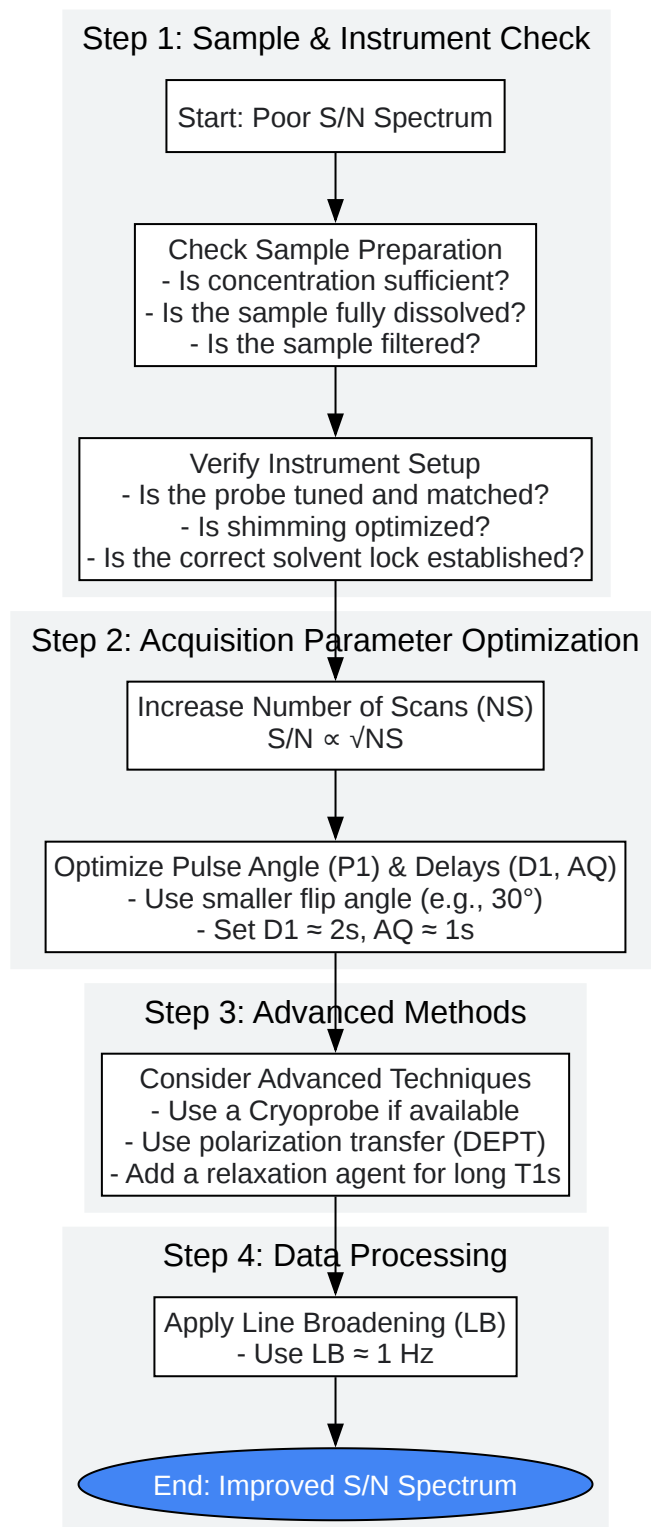 Step 1: Sample & Instrument Check
Start: Poor S/N Spectrum
Check Sample Preparation
- Is concentration sufficient?
- Is the sample fully dissolved?
- Is the sample filtered?
Verify Instrument Setup
- Is the probe tuned and matched?
- Is shimming optimized?
- Is the correct solvent lock established?
Step 2: Acquisition Parameter Optimization
Increase Number of Scans (NS)
S/N ∝ √NS
Optimize Pulse Angle (P1) & Delays (D1, AQ)
- Use smaller flip angle (e.g., 30°)
- Set D1 ≈ 2s, AQ ≈ 1s
Step 3: Advanced Methods
Consider Advanced Techniques
- Use a Cryoprobe if available
- Use polarization transfer (DEPT)
- Add a relaxation agent for long T1s
Step 4: Data Processing
Apply Line Broadening (LB)
- Use LB ≈ 1 Hz
End: Improved S/N Spectrum